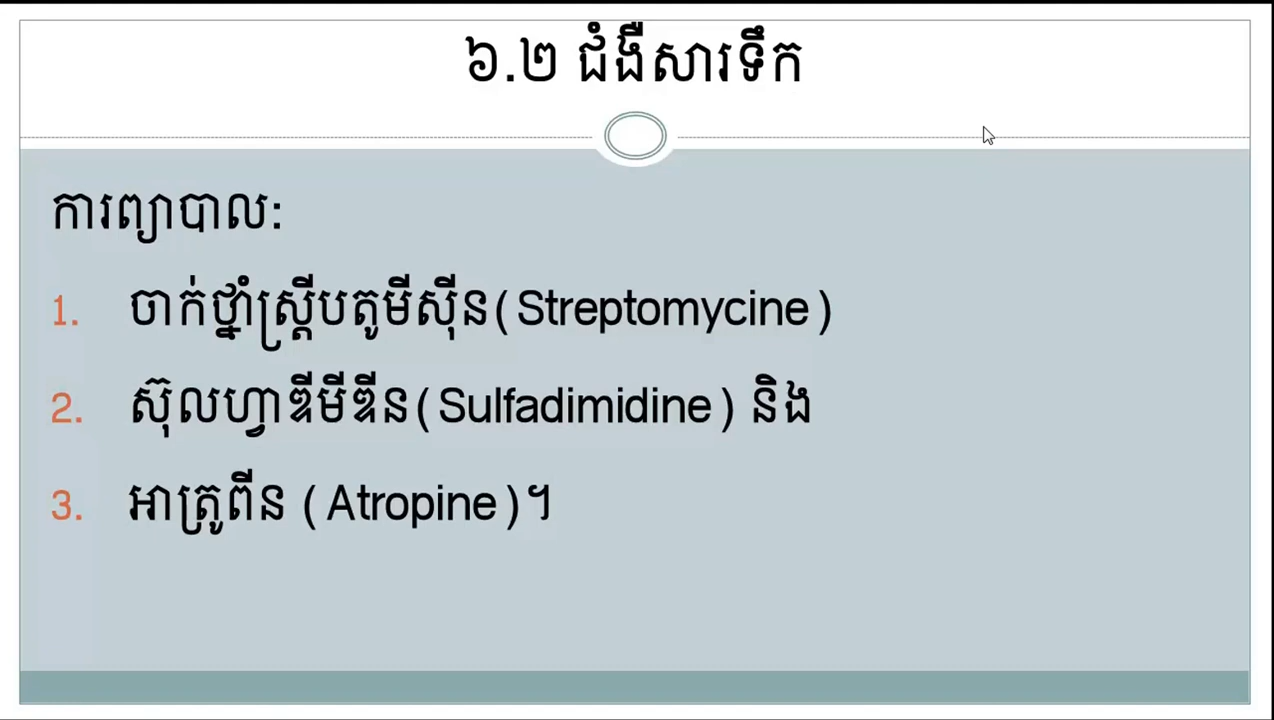 ៦.២ ជំងឺសារទឹក
ការព្យាបាល:
1. ចាក់ថ្នាំស្ត្រីបតូមីស៊ីន(Streptomycine)
2. ស៊ុលហ្វាឌីមីឌីន(Sulfadimidine) និង
3. អាត្រូពីន (Atropine)។